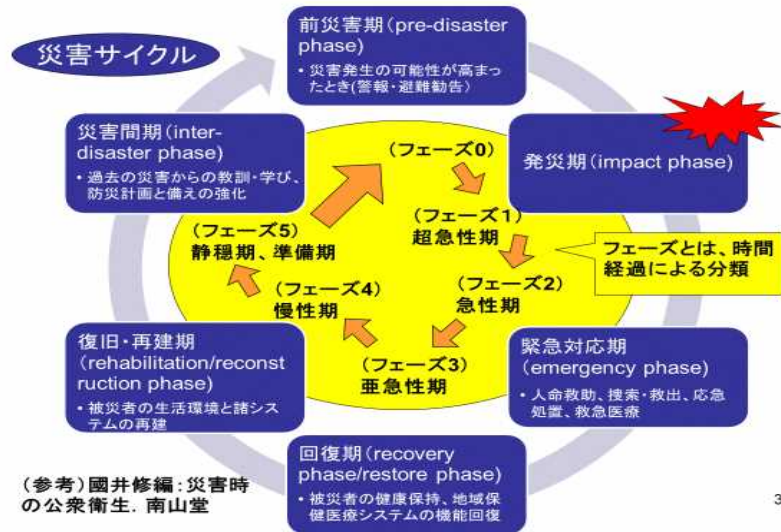 災害サイクル
前災害期(pre-disaster
phase)
• 災害発生の可能性が高まっ
たとき(警報・避難勧告)
発災期(impact phase)
災害間期(inter-
disaster phase)
• 過去の災害からの教訓・学び、
防災計画と備えの強化
(フェーズ0)
(フェーズ1)
超急性期
(フェーズ2)
急性期
(フェーズ3)
亜急性期
(フェーズ4)
慢性期
(フェーズ5)
静穏期、準備期
フェーズとは、時間
経過による分類
緊急対応期
(emergency phase)
• 人命救助、捜索・救出、応急
処置、救急医療
復旧・再建期
(rehabilitation/reconst
ruction phase)
• 被災者の生活環境と諸シス
テムの再建
回復期(recovery
phase/restore phase)
• 被災者の健康保持、地域保
健医療システムの機能回復
(参考)國井修編:災害時
の公衆衛生. 南山堂
3